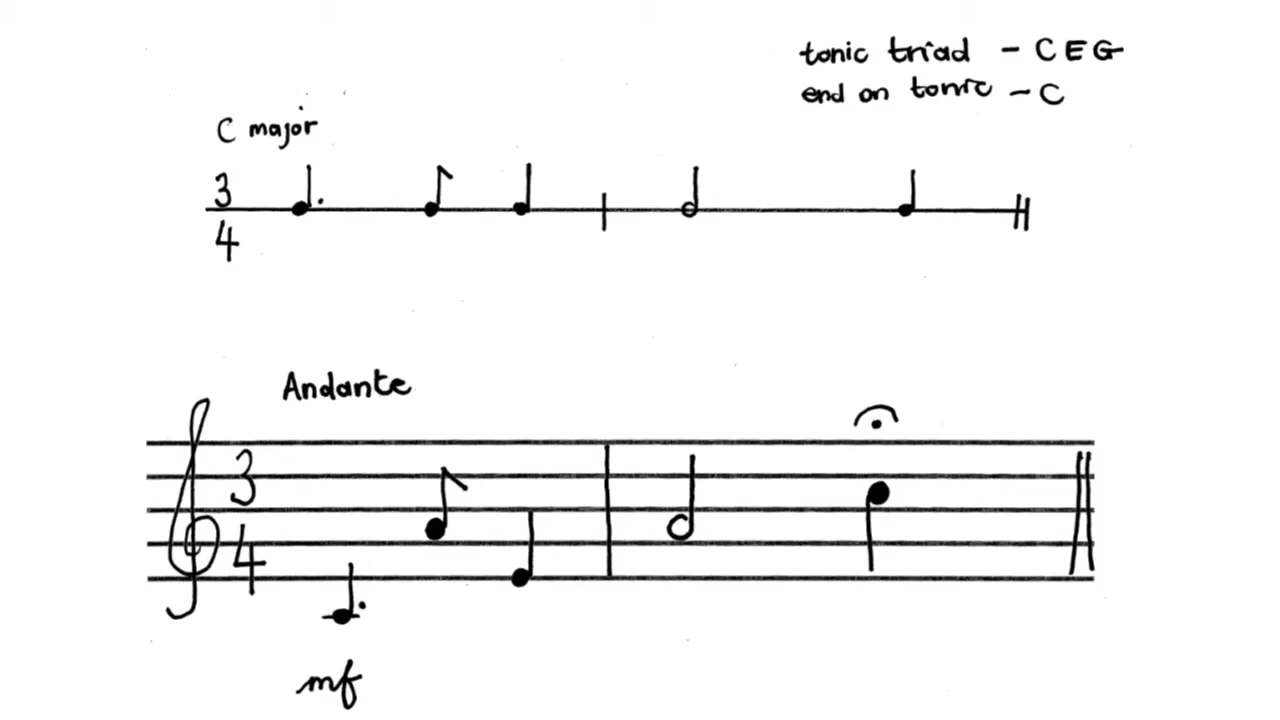 tonic triad - C E G
end on tonic - C
C major
3
4
Andante
3
4
mf